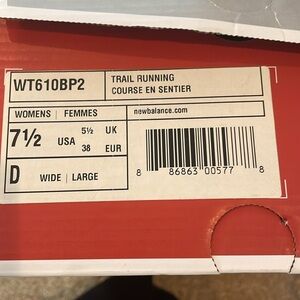 WT610BP2
TRAIL RUNNING
COURSE EN SENTIER
WOMENS | FEMMES
newbalance.com
7½ USA
5½ UK
38 EUR
D WIDE | LARGE
8 86863 00577 8